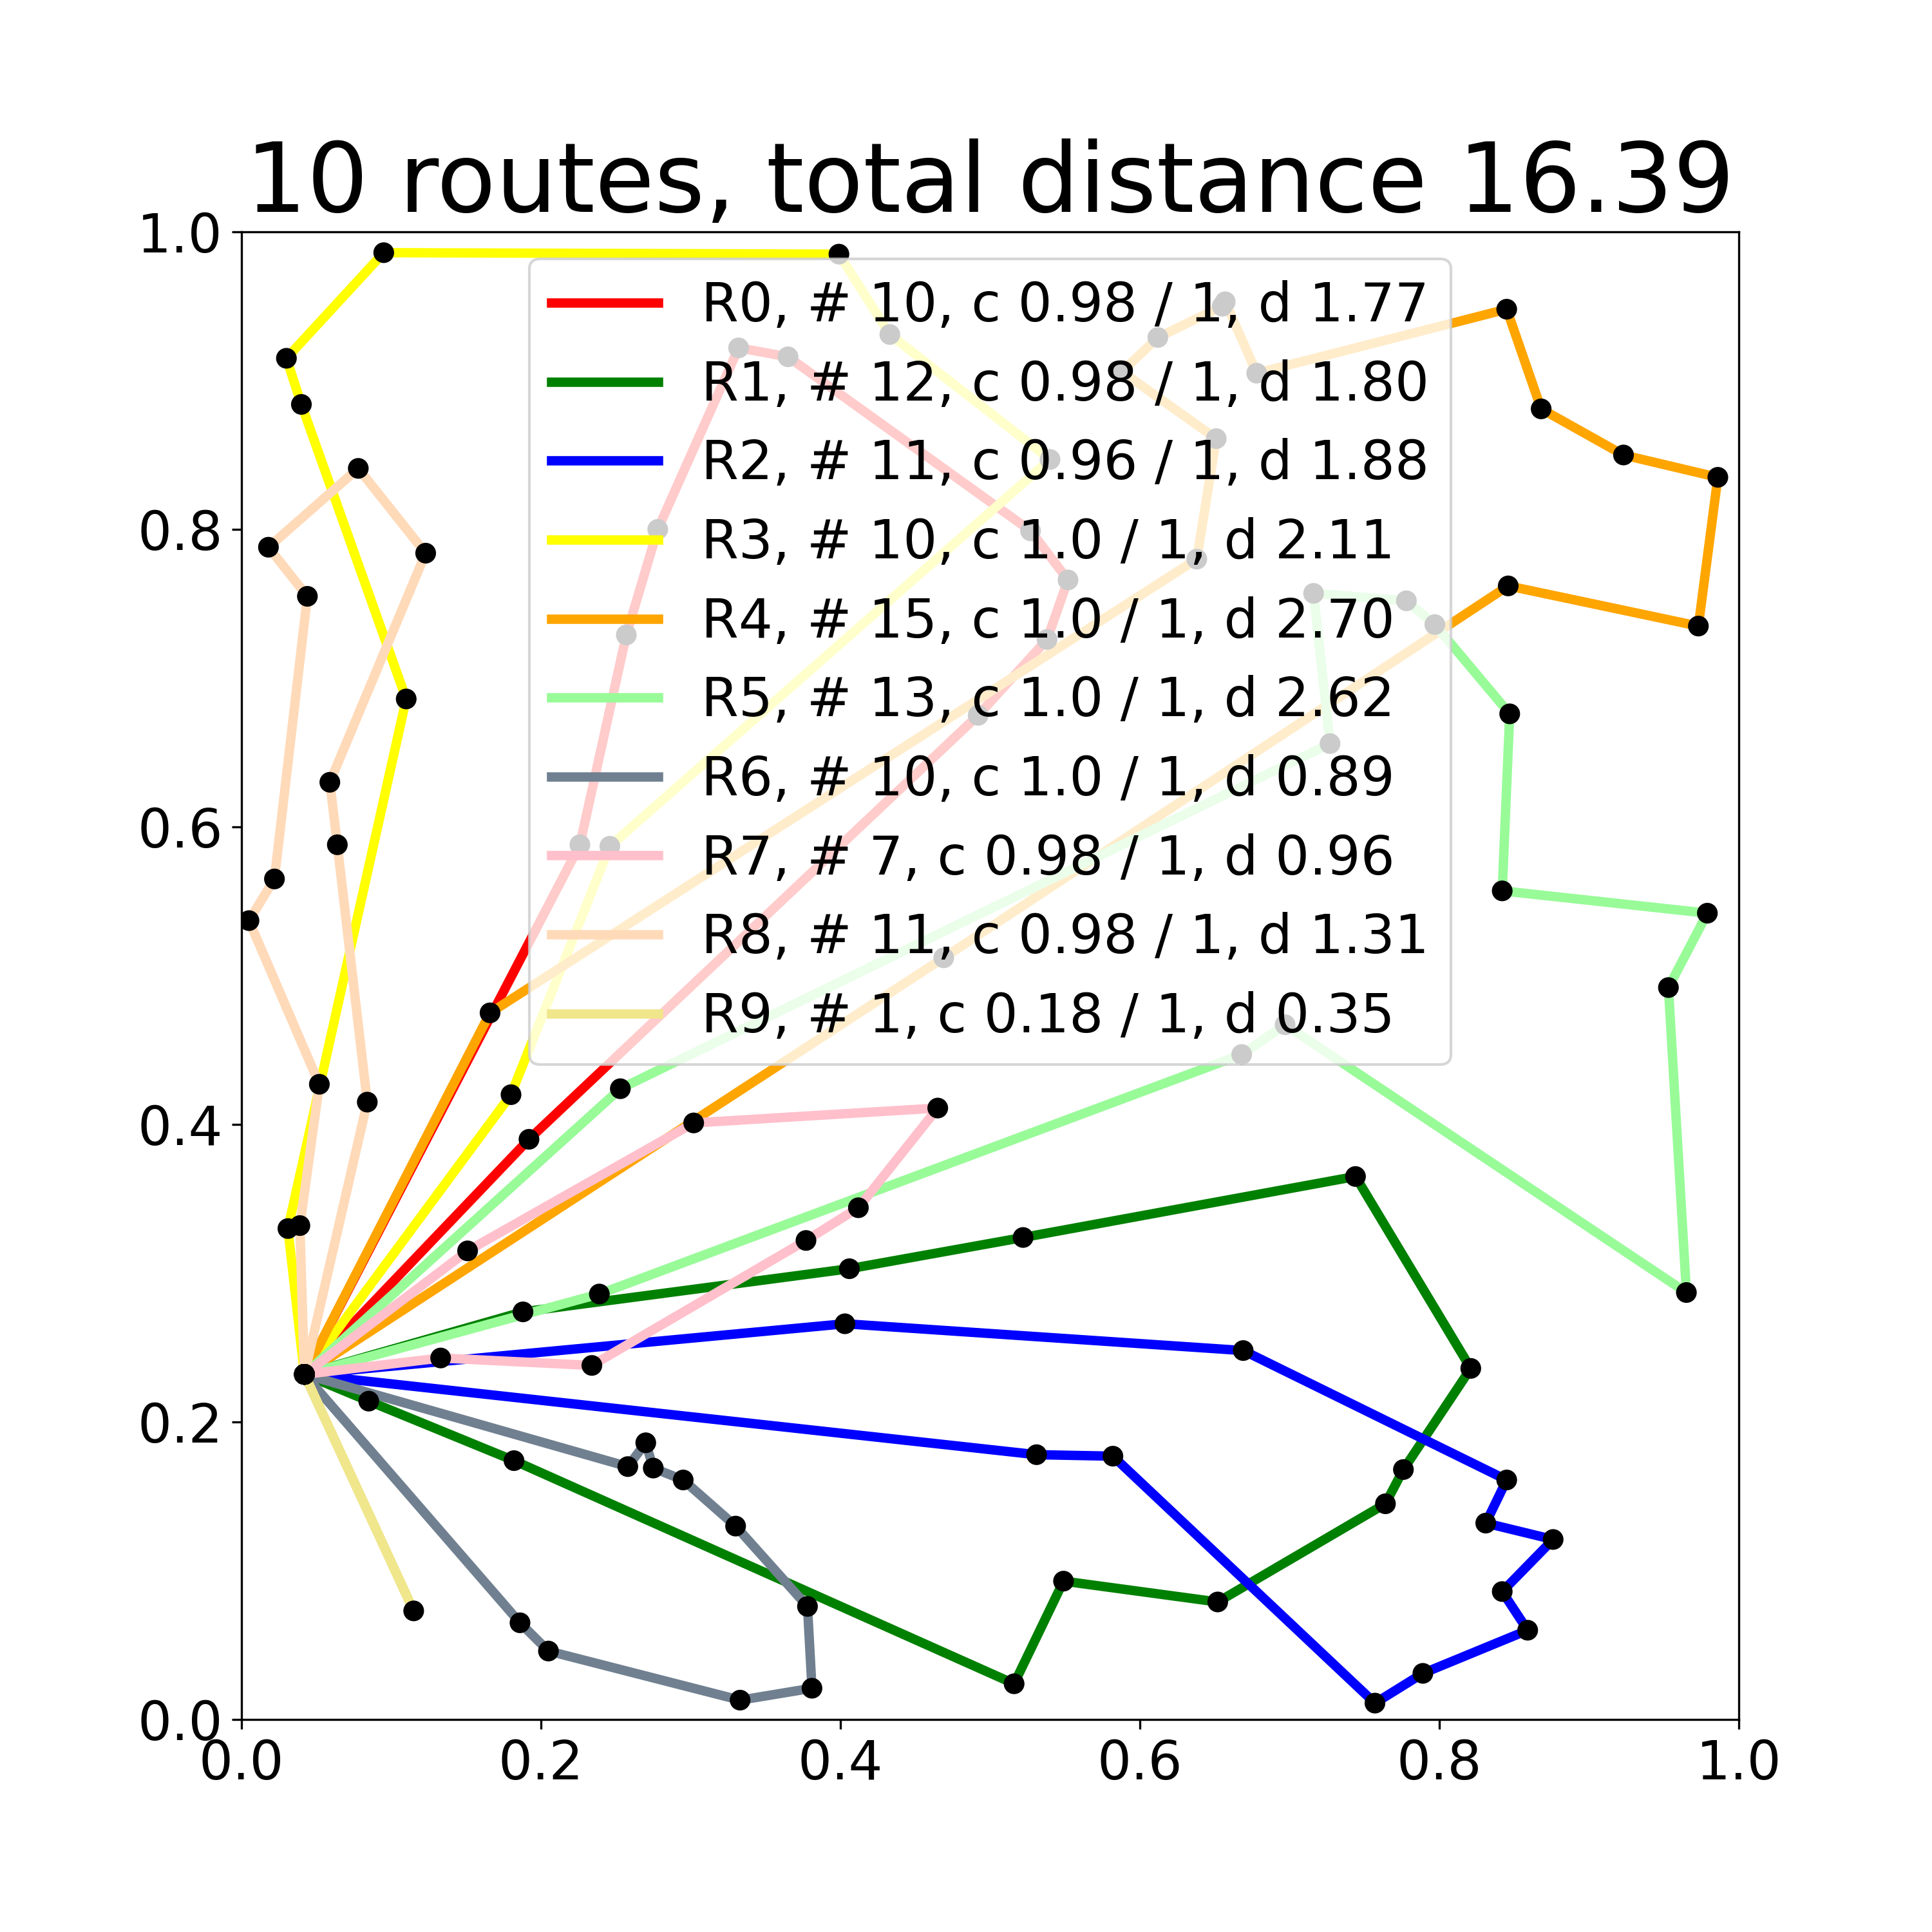 10 routes, total distance 16.39
1.0
0.8
0.6
0.4
0.2
0.0
R0, # 10, c 0.98 / 1, d 1.77
R1, # 12, c 0.98 / 1, d 1.80
R2, # 11, c 0.96 / 1, d 1.88
R3, # 10, c 1.0 / 1, d 2.11
R4, # 15, c 1.0 / 1, d 2.70
R5, # 13, c 1.0 / 1, d 2.62
R6, # 10, c 1.0 / 1, d 0.89
R7, # 7, c 0.98 / 1, d 0.96
R8, # 11, c 0.98 / 1, d 1.31
R9, # 1, c 0.18 / 1, d 0.35
0.0 0.2 0.4 0.6 0.8 1.0